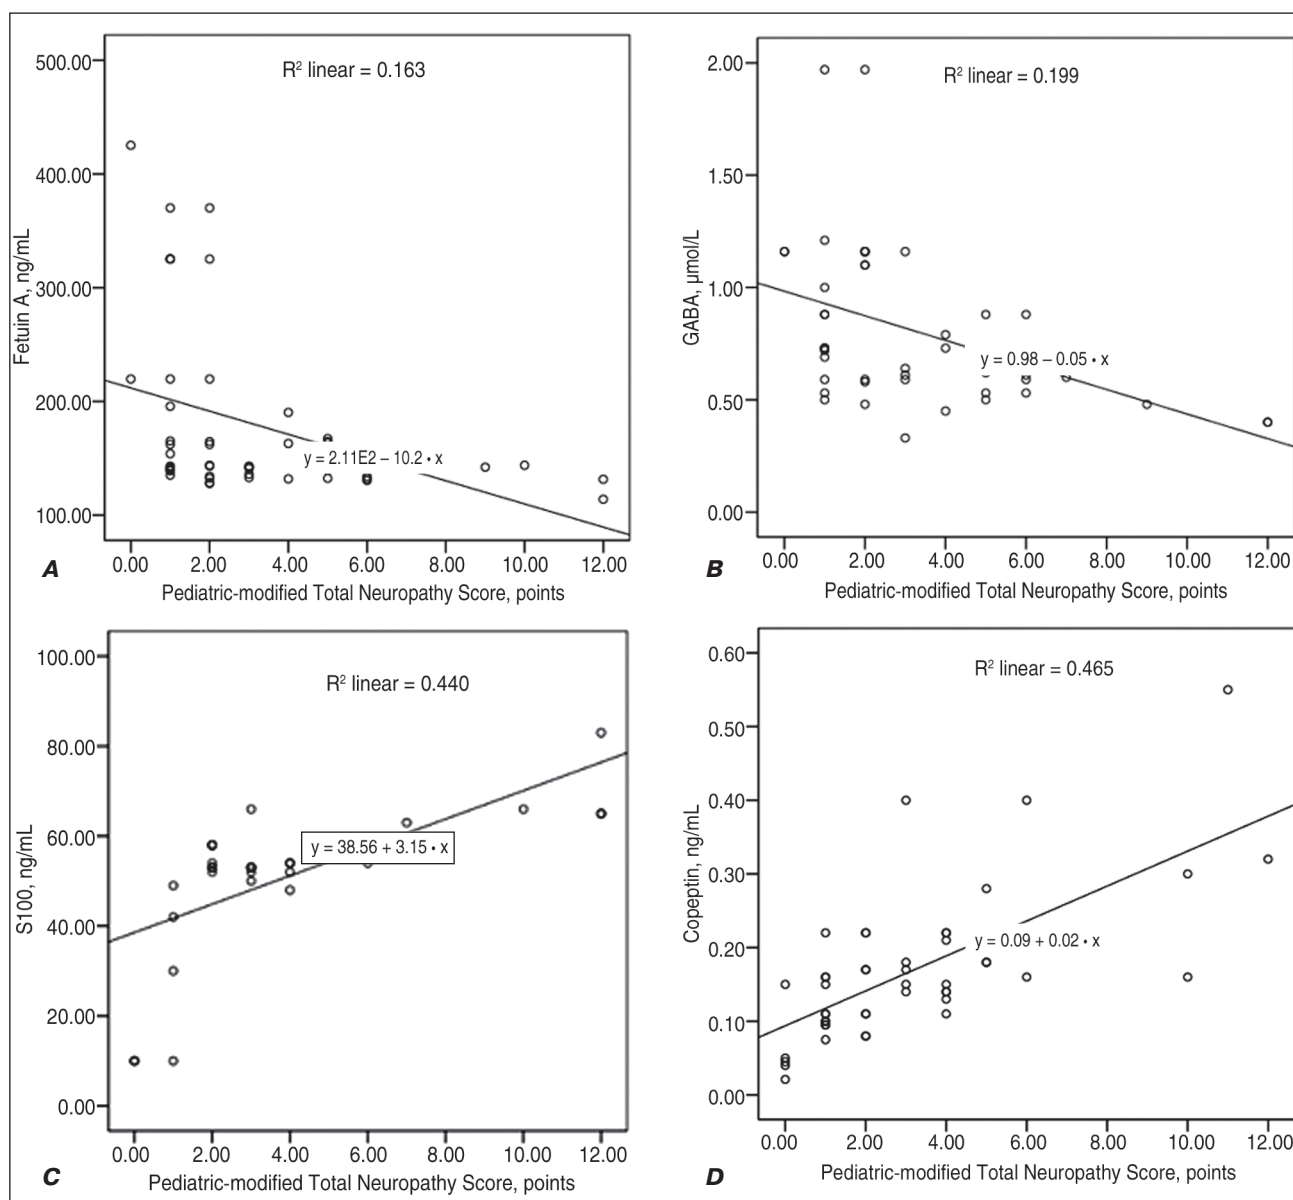 R² linear = 0.163
500.00
400.00
300.00
200.00
100.00
Fetuin A, ng/mL
y = 2.11E2 – 10.2 • x
0.00 2.00 4.00 6.00 8.00 10.00 12.00
A
Pediatric-modified Total Neuropathy Score, points
R² linear = 0.199
2.00
1.50
1.00
0.50
0.00
GABA, μmol/L
y = 0.98 – 0.05 • x
0.00 2.00 4.00 6.00 8.00 10.00 12.00
B
Pediatric-modified Total Neuropathy Score, points
R² linear = 0.440
100.00
80.00
60.00
40.00
20.00
0.00
S100, ng/mL
y = 38.56 + 3.15 • x
0.00 2.00 4.00 6.00 8.00 10.00 12.00
C
Pediatric-modified Total Neuropathy Score, points
R² linear = 0.465
0.60
0.50
0.40
0.30
0.20
0.10
0.00
Copeptin, ng/mL
y = 0.09 + 0.02 • x
0.00 2.00 4.00 6.00 8.00 10.00 12.00
D
Pediatric-modified Total Neuropathy Score, points